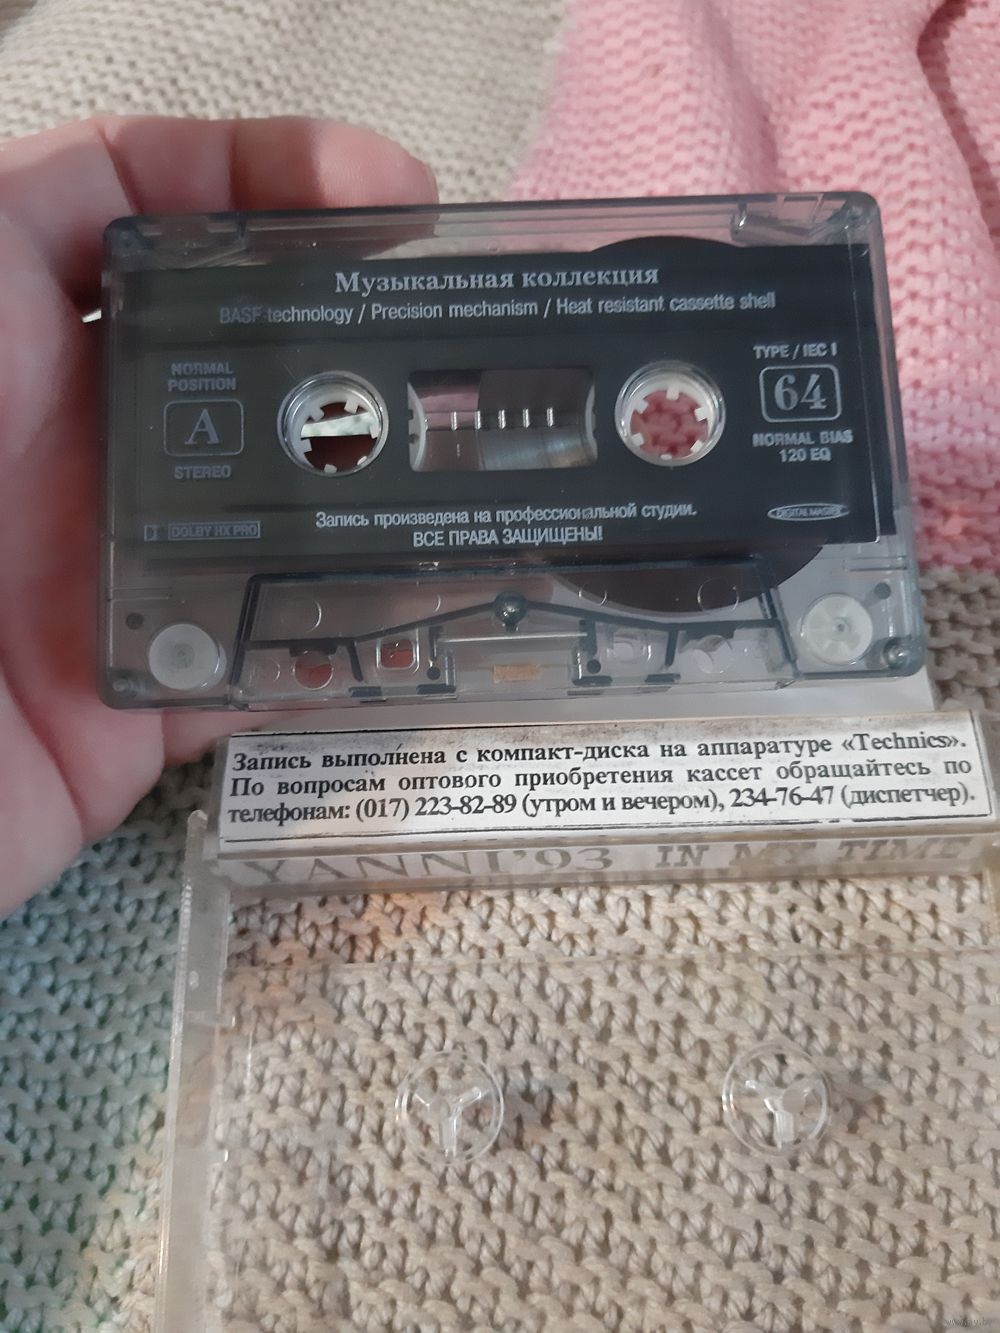 Музыкальная коллекция
BASF-technology / Precision mechanism / Heat resistant cassette shell
NORMAL
POSITION
A
STEREO
TYPE / IEC I
64
NORMAL BIAS
120 EQ
DOLBY HX PRO
Запись произведена на профессиональной студии.
ВСЕ ПРАВА ЗАЩИЩЕНЫ!
DIGITAL MASTER
Запись выполнена с компакт-диска на аппаратуре «Technics».
По вопросам оптового приобретения кассет обращайтесь по
телефонам: (017) 223-82-89 (утром и вечером), 234-76-47 (диспетчер).
YANNI'93 IN MY TIME